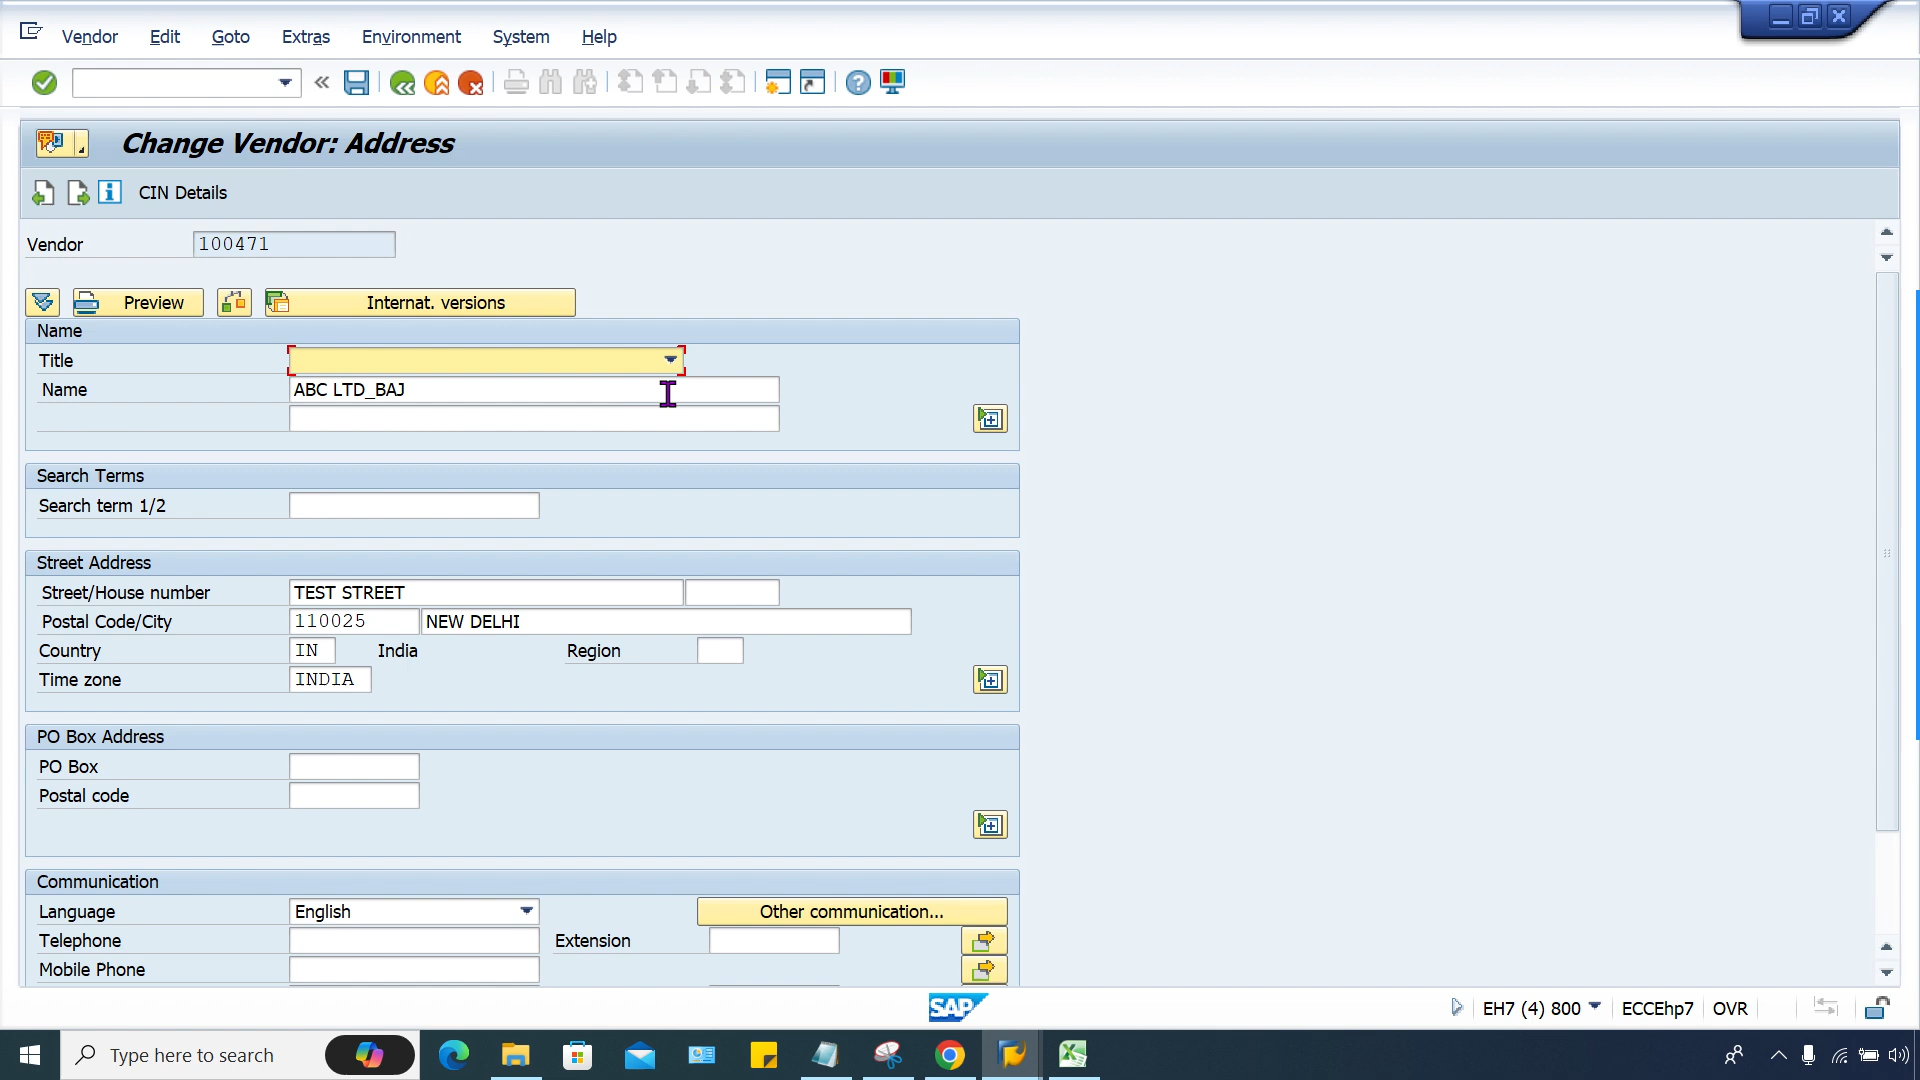 Vendor Edit Goto Extras Environment System Help
Change Vendor: Address
CIN Details
Vendor 100471
Preview Internat. versions
Name
Title
Name ABC LTD_BAJ
Search Terms
Search term 1/2
Street Address
Street/House number TEST STREET
Postal Code/City 110025 NEW DELHI
Country IN India Region
Time zone INDIA
PO Box Address
PO Box
Postal code
Communication
Language English Other communication...
Telephone Extension
Mobile Phone
SAP EH7 (4) 800 ECCEhp7 OVR
Type here to search